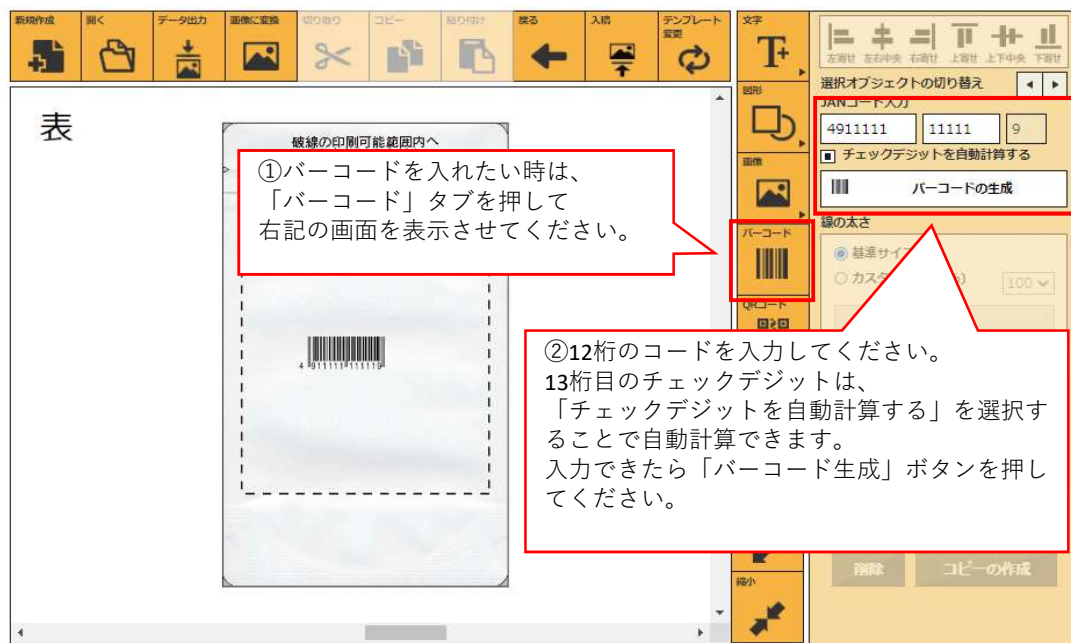 新規作成
開く
データ出力
画像に変換
切り取り
コピー
貼り付け
戻る
入稿
テンプレート
変更
文字
T+
左寄せ 左右中央 右寄せ 上寄せ 上下中央 下寄せ
選択オブジェクトの切り替え
JANコード入力
4911111 11111 9
チェックデジットを自動計算する
バーコードの生成
線の太さ
基準サイ
カスタ
100
図形
画像
バーコード
QRコード
縮小
削除
コピーの作成
表
破線の印刷可能範囲内へ
①バーコードを入れたい時は、
「バーコード」タブを押して
右記の画面を表示させてください。
4 911111 111119
②12桁のコードを入力してください。
13桁目のチェックデジットは、
「チェックデジットを自動計算する」を選択す
ることで自動計算できます。
入力できたら「バーコード生成」ボタンを押し
てください。